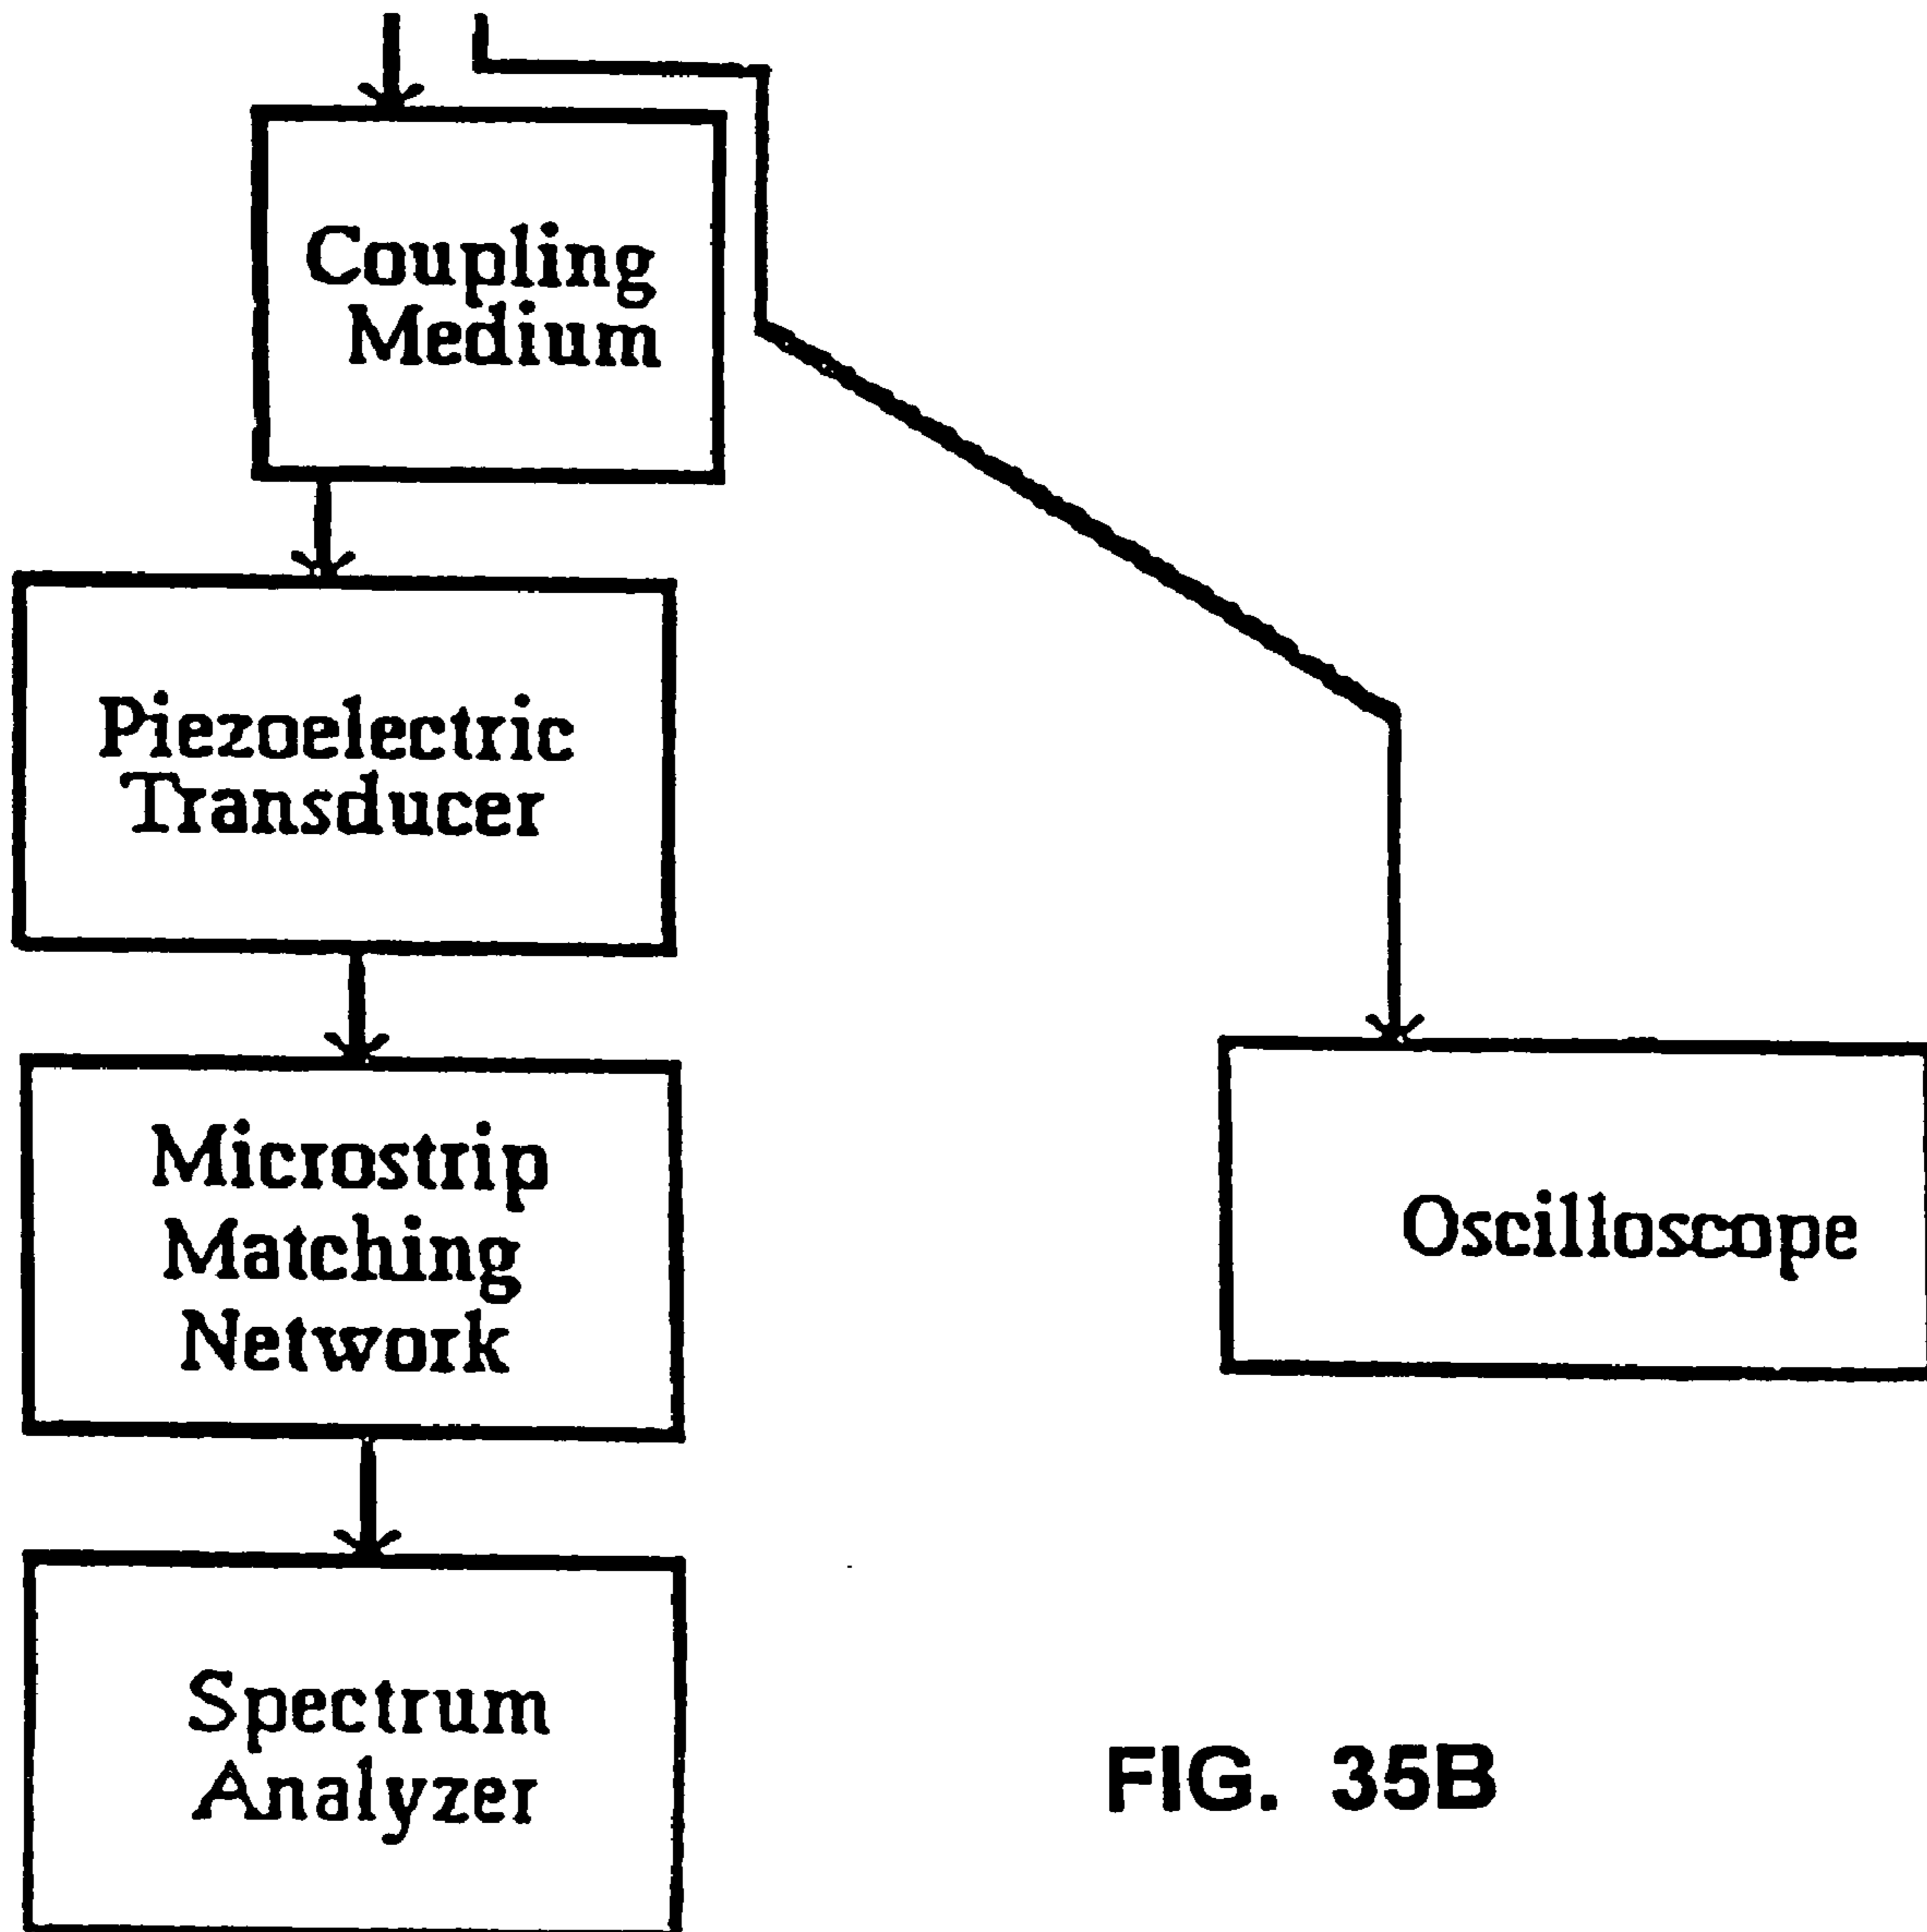 Coupling
Medium
Piezoelectric
Transducer
Microstrip
Matching
Network
Oscilloscope
Spectrum
Analyzer
FIG. 35B